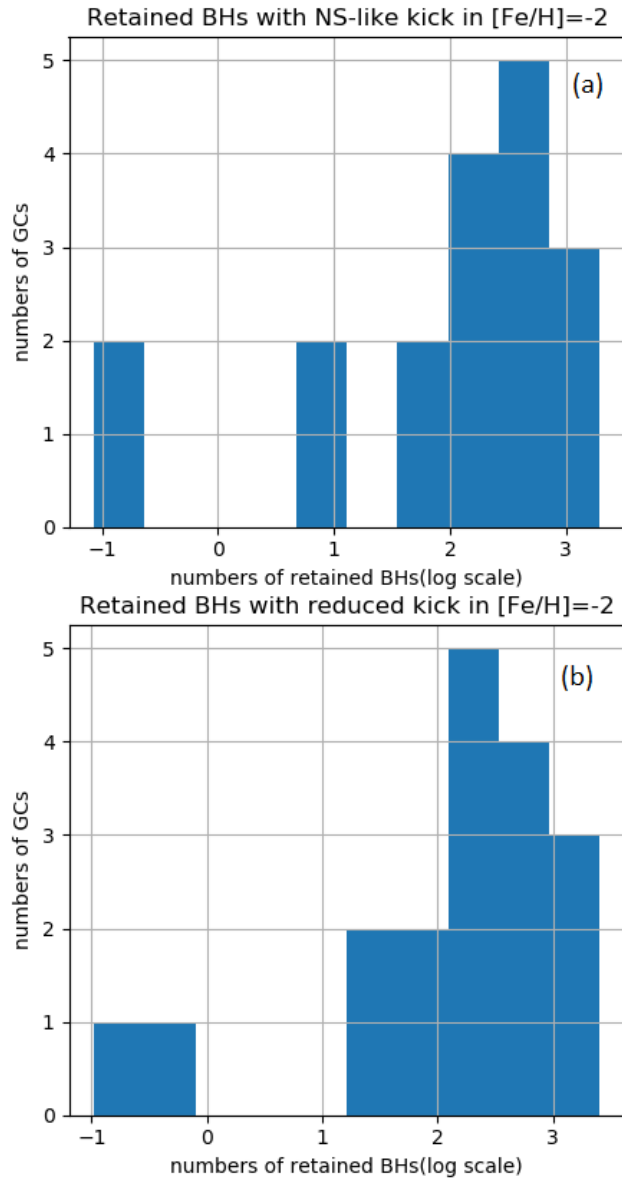 Retained BHs with NS-like kick in [Fe/H]=-2
(a)
5
4
3
2
1
0
numbers of GCs
−1 0 1 2 3
numbers of retained BHs(log scale)
Retained BHs with reduced kick in [Fe/H]=-2
(b)
5
4
3
2
1
0
numbers of GCs
−1 0 1 2 3
numbers of retained BHs(log scale)